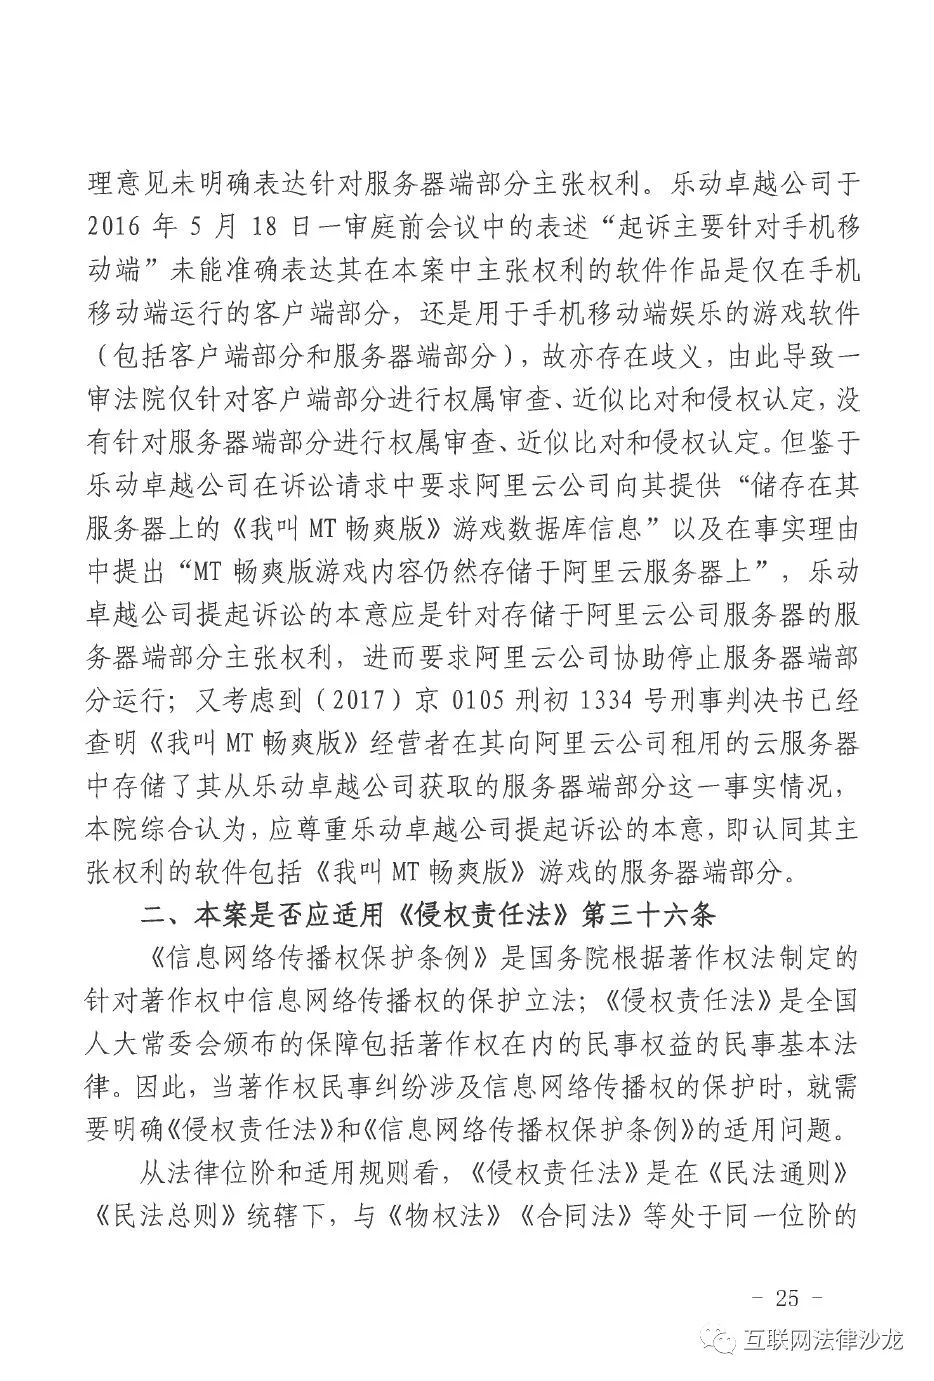 理意见未明确表达针对服务器端部分主张权利。乐动卓越公司于
2016 年 5 月 18 日一审庭前会议中的表述“起诉主要针对手机移
动端”未能准确表达其在本案中主张权利的软件作品是仅在手机
移动端运行的客户端部分，还是用于手机移动端娱乐的游戏软件
（包括客户端部分和服务器端部分），故亦存在歧义，由此导致一
审法院仅针对客户端部分进行权属审查、近似比对和侵权认定，没
有针对服务器端部分进行权属审查、近似比对和侵权认定。但鉴于
乐动卓越公司在诉讼请求中要求阿里云公司向其提供“储存在其
服务器上的《我叫 MT 畅爽版》游戏数据库信息”以及在事实理由
中提出“MT 畅爽版游戏内容仍然存储于阿里云服务器上”，乐动
卓越公司提起诉讼的本意应是针对存储于阿里云公司服务器的服
务器端部分主张权利，进而要求阿里云公司协助停止服务器端部
分运行；又考虑到（2017）京 0105 刑初 1334 号刑事判决书已经
查明《我叫 MT 畅爽版》经营者在其向阿里云公司租用的云服务器
中存储了其从乐动卓越公司获取的服务器端部分这一事实情况，
本院综合认为，应尊重乐动卓越公司提起诉讼的本意，即认同其主
张权利的软件包括《我叫 MT 畅爽版》游戏的服务器端部分。
二、本案是否应适用《侵权责任法》第三十六条
《信息网络传播权保护条例》是国务院根据著作权法制定的
针对著作权中信息网络传播权的保护立法；《侵权责任法》是全国
人大常委会颁布的保障包括著作权在内的民事权益的民事基本法
律。因此，当著作权民事纠纷涉及信息网络传播权的保护时，就需
要明确《侵权责任法》和《信息网络传播权保护条例》的适用问题。
从法律位阶和适用规则看，《侵权责任法》是在《民法通则》
《民法总则》统辖下，与《物权法》《合同法》等处于同一位阶的
- 25 -
互联网法律沙龙